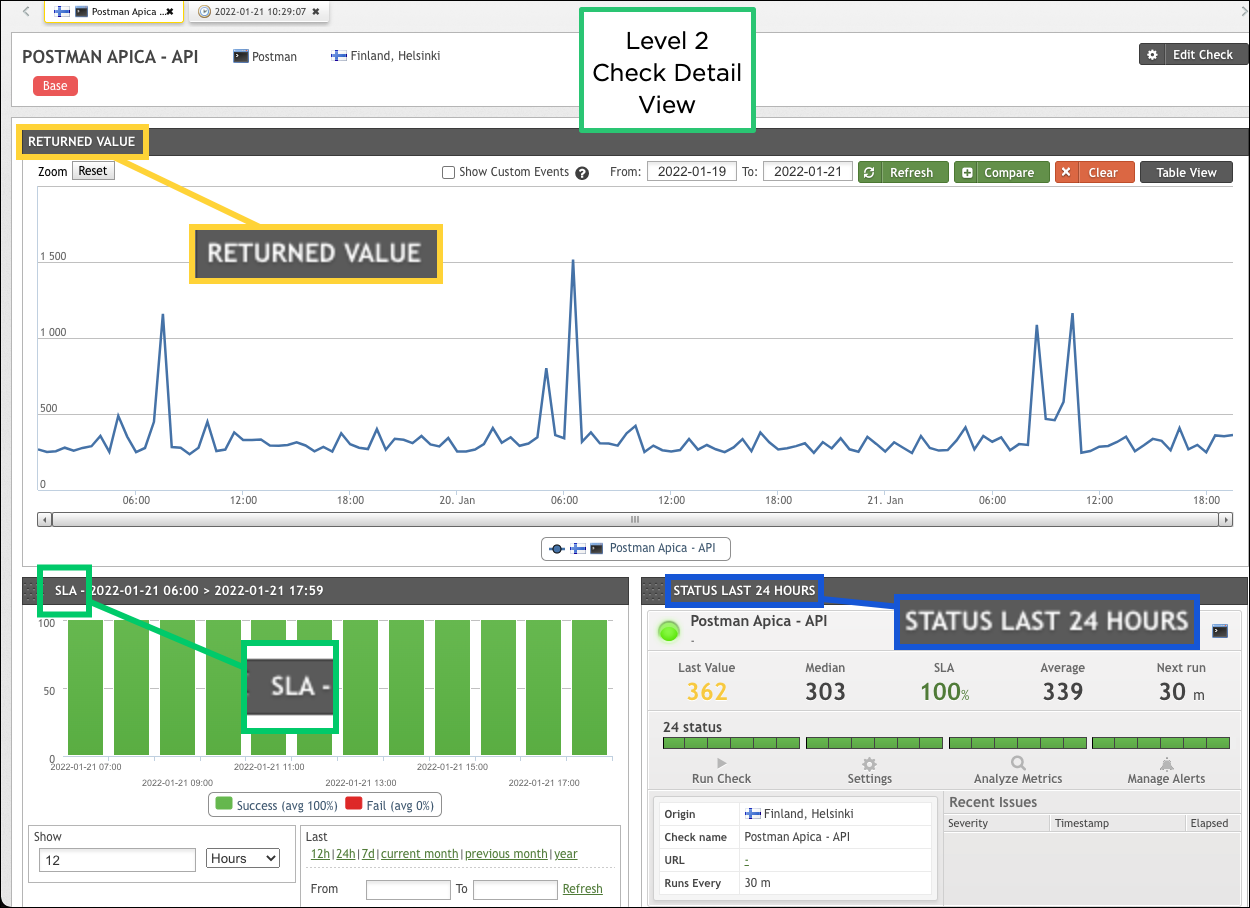 Postman Apica ...✖
2022-01-21 10:29:07 ✖
Level 2
Check Detail
View
POSTMAN APICA - API
Postman
Finland, Helsinki
Edit Check
Base
RETURNED VALUE
Zoom Reset
Show Custom Events ?
From: 2022-01-19 To: 2022-01-21
Refresh
Compare
Clear
Table View
RETURNED VALUE
1 500
1 000
500
0
06:00 12:00 18:00 20. Jan 06:00 12:00 18:00 21. Jan 06:00 12:00 18:00
Postman Apica - API
SLA - 2022-01-21 06:00 > 2022-01-21 17:59
100
50
0
SLA -
2022-01-21 07:00 2022-01-21 11:00 2022-01-21 15:00
2022-01-21 09:00 2022-01-21 13:00 2022-01-21 17:00
Success (avg 100%) Fail (avg 0%)
Show
12 Hours
Last
12h|24h|7d|current month|previous month|year
From To Refresh
STATUS LAST 24 HOURS
STATUS LAST 24 HOURS
Postman Apica - API
-
Last Value Median SLA Average Next run
362 303 100% 339 30 m
24 status
Run Check Settings Analyze Metrics Manage Alerts
Origin Finland, Helsinki
Check name Postman Apica - API
URL -
Runs Every 30 m
Recent Issues
Severity Timestamp Elapsed